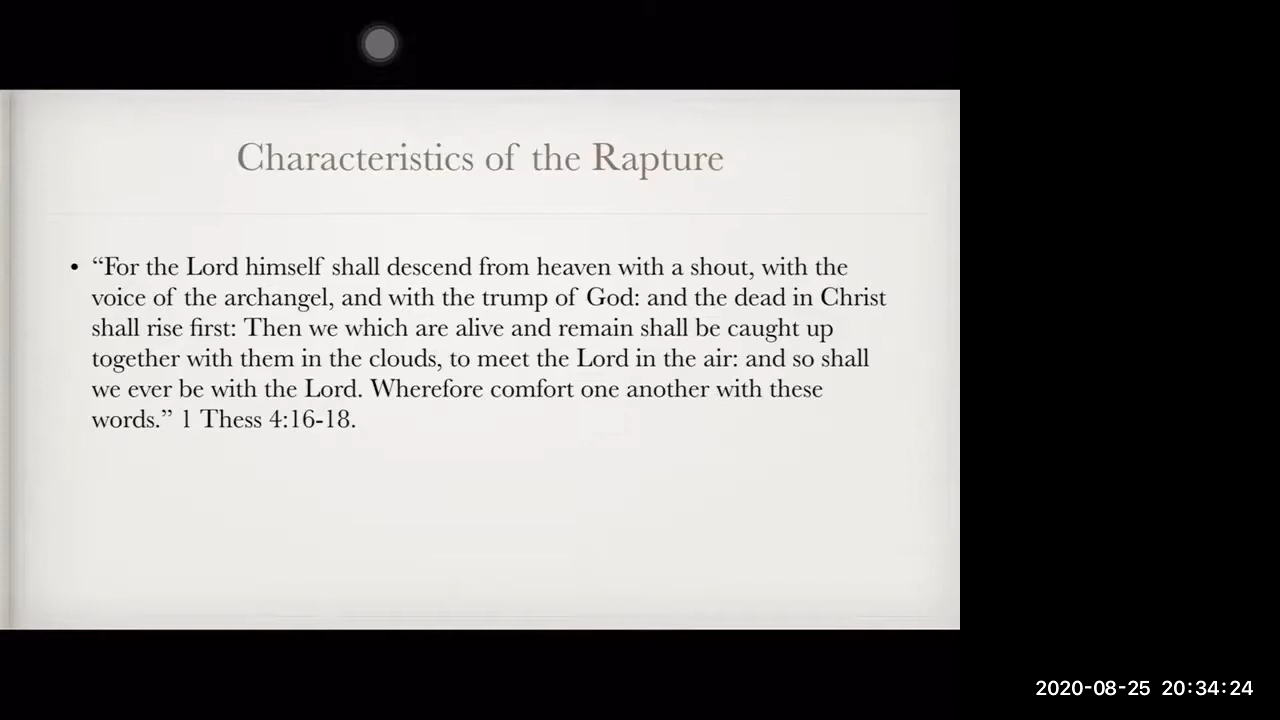 Characteristics of the Rapture
• “For the Lord himself shall descend from heaven with a shout, with the
voice of the archangel, and with the trump of God: and the dead in Christ
shall rise first: Then we which are alive and remain shall be caught up
together with them in the clouds, to meet the Lord in the air: and so shall
we ever be with the Lord. Wherefore comfort one another with these
words.” 1 Thess 4:16-18.
2020-08-25 20:34:24